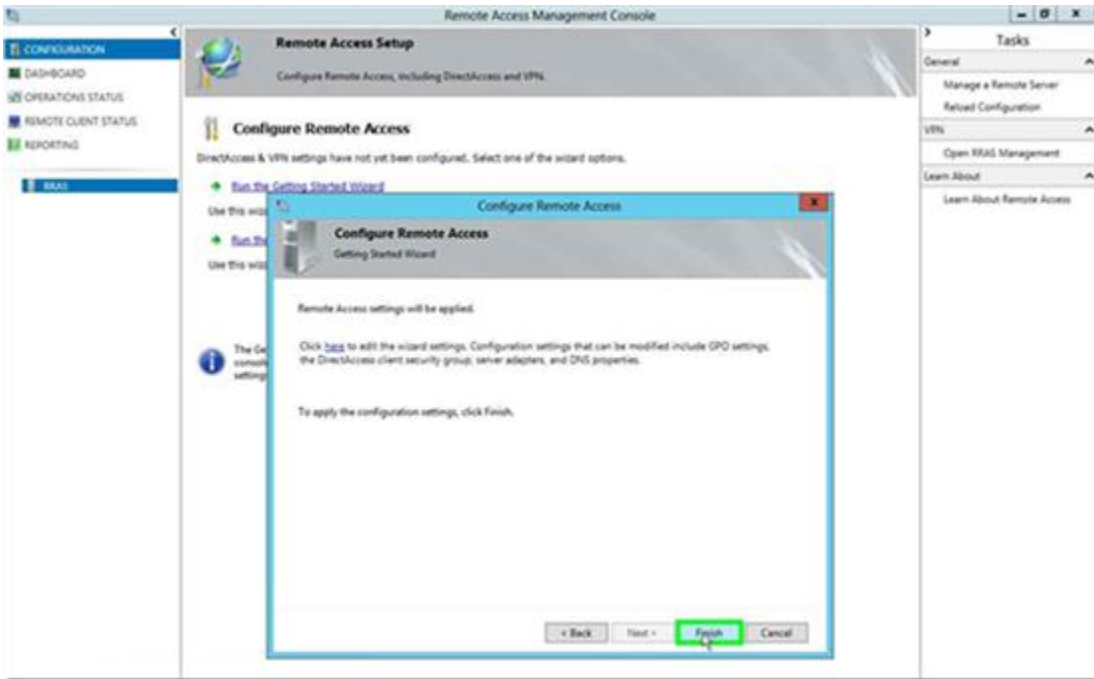 Remote Access Management Console
CONFIGURATION
DASHBOARD
OPERATIONS STATUS
REMOTE CLIENT STATUS
REPORTING
RRAS
Remote Access Setup
Configure Remote Access, including DirectAccess and VPN.
Configure Remote Access
DirectAccess & VPN settings have not yet been configured. Select one of the wizard options.
Run the Getting Started Wizard
Use this wiz
Run the
Use this wiz
The Ge
console
settings
Configure Remote Access
Configure Remote Access
Getting Started Wizard
Remote Access settings will be applied.
Click here to edit the wizard settings. Configuration settings that can be modified include GPO settings,
the DirectAccess client security group, server adapters, and DNS properties.
To apply the configuration settings, click Finish.
< Back Next > Finish Cancel
Tasks
General
Manage a Remote Server
Reload Configuration
VPN
Open RRAS Management
Learn About
Learn About Remote Access